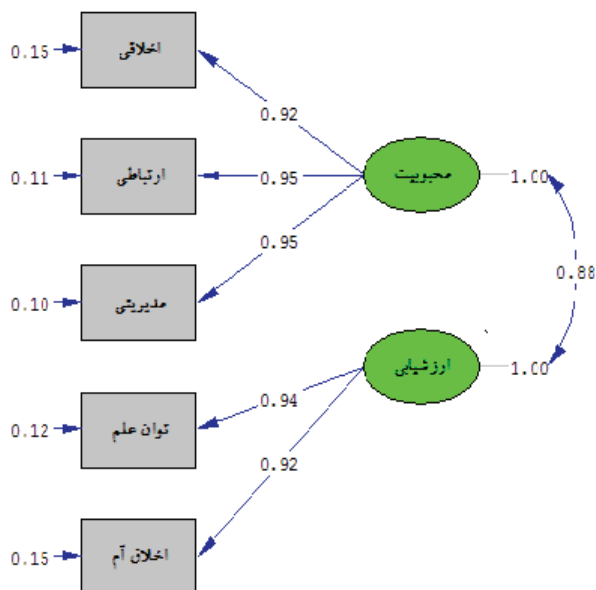 0.15
اخلاقی
0.92
0.11
ارتباطی
0.95
محبوبیت
1.00
0.95
0.10
مدیریتی
0.88
ارزشیابی
1.00
0.94
0.12
توان علم
0.92
0.15
اخلاق آم